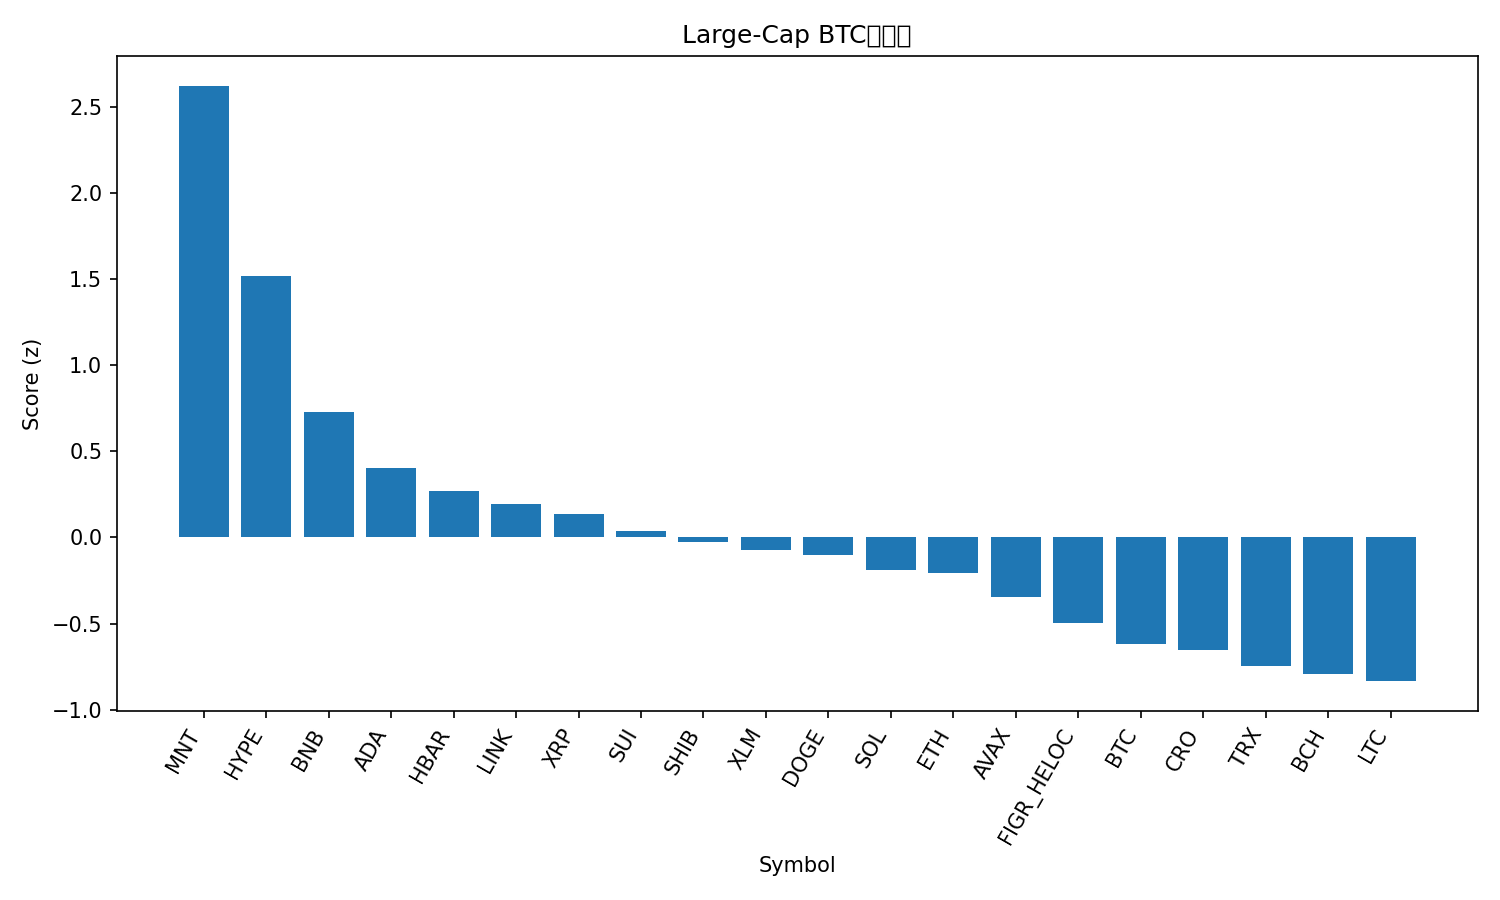 Large-Cap BTC
Score (z)
2.5
2.0
1.5
1.0
0.5
0.0
−0.5
−1.0
MNT
HYPE
BNB
ADA
HBAR
LINK
XRP
SUI
SHIB
XLM
DOGE
SOL
ETH
AVAX
FIGR_HELOC
BTC
CRO
TRX
BCH
LTC
Symbol